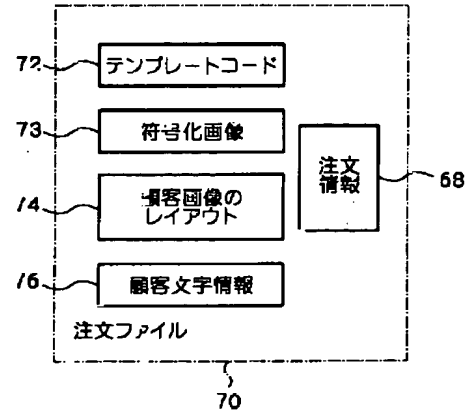 72
テンプレートコード
73
符号化画像
74
顧客画像の
レイアウト
76
顧客文字情報
注文
情報
68
注文ファイル
70